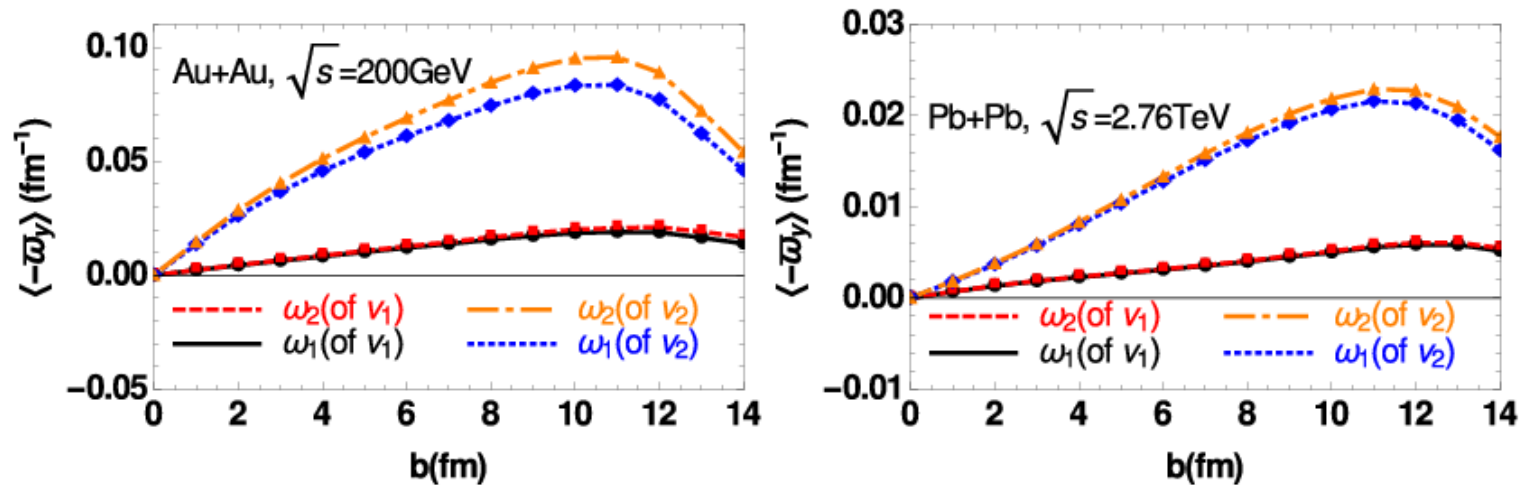 Au+Au, √s=200GeV
⟨−ϖ̅y⟩ (fm⁻¹)
0.10
0.05
0.00
−0.05
ω₂(of v₁)
ω₂(of v₂)
ω₁(of v₁)
ω₁(of v₂)
0 2 4 6 8 10 12 14
b(fm)
Pb+Pb, √s=2.76TeV
⟨−ϖ̅y⟩ (fm⁻¹)
0.03
0.02
0.01
0.00
−0.01
ω₂(of v₁)
ω₂(of v₂)
ω₁(of v₁)
ω₁(of v₂)
0 2 4 6 8 10 12 14
b(fm)